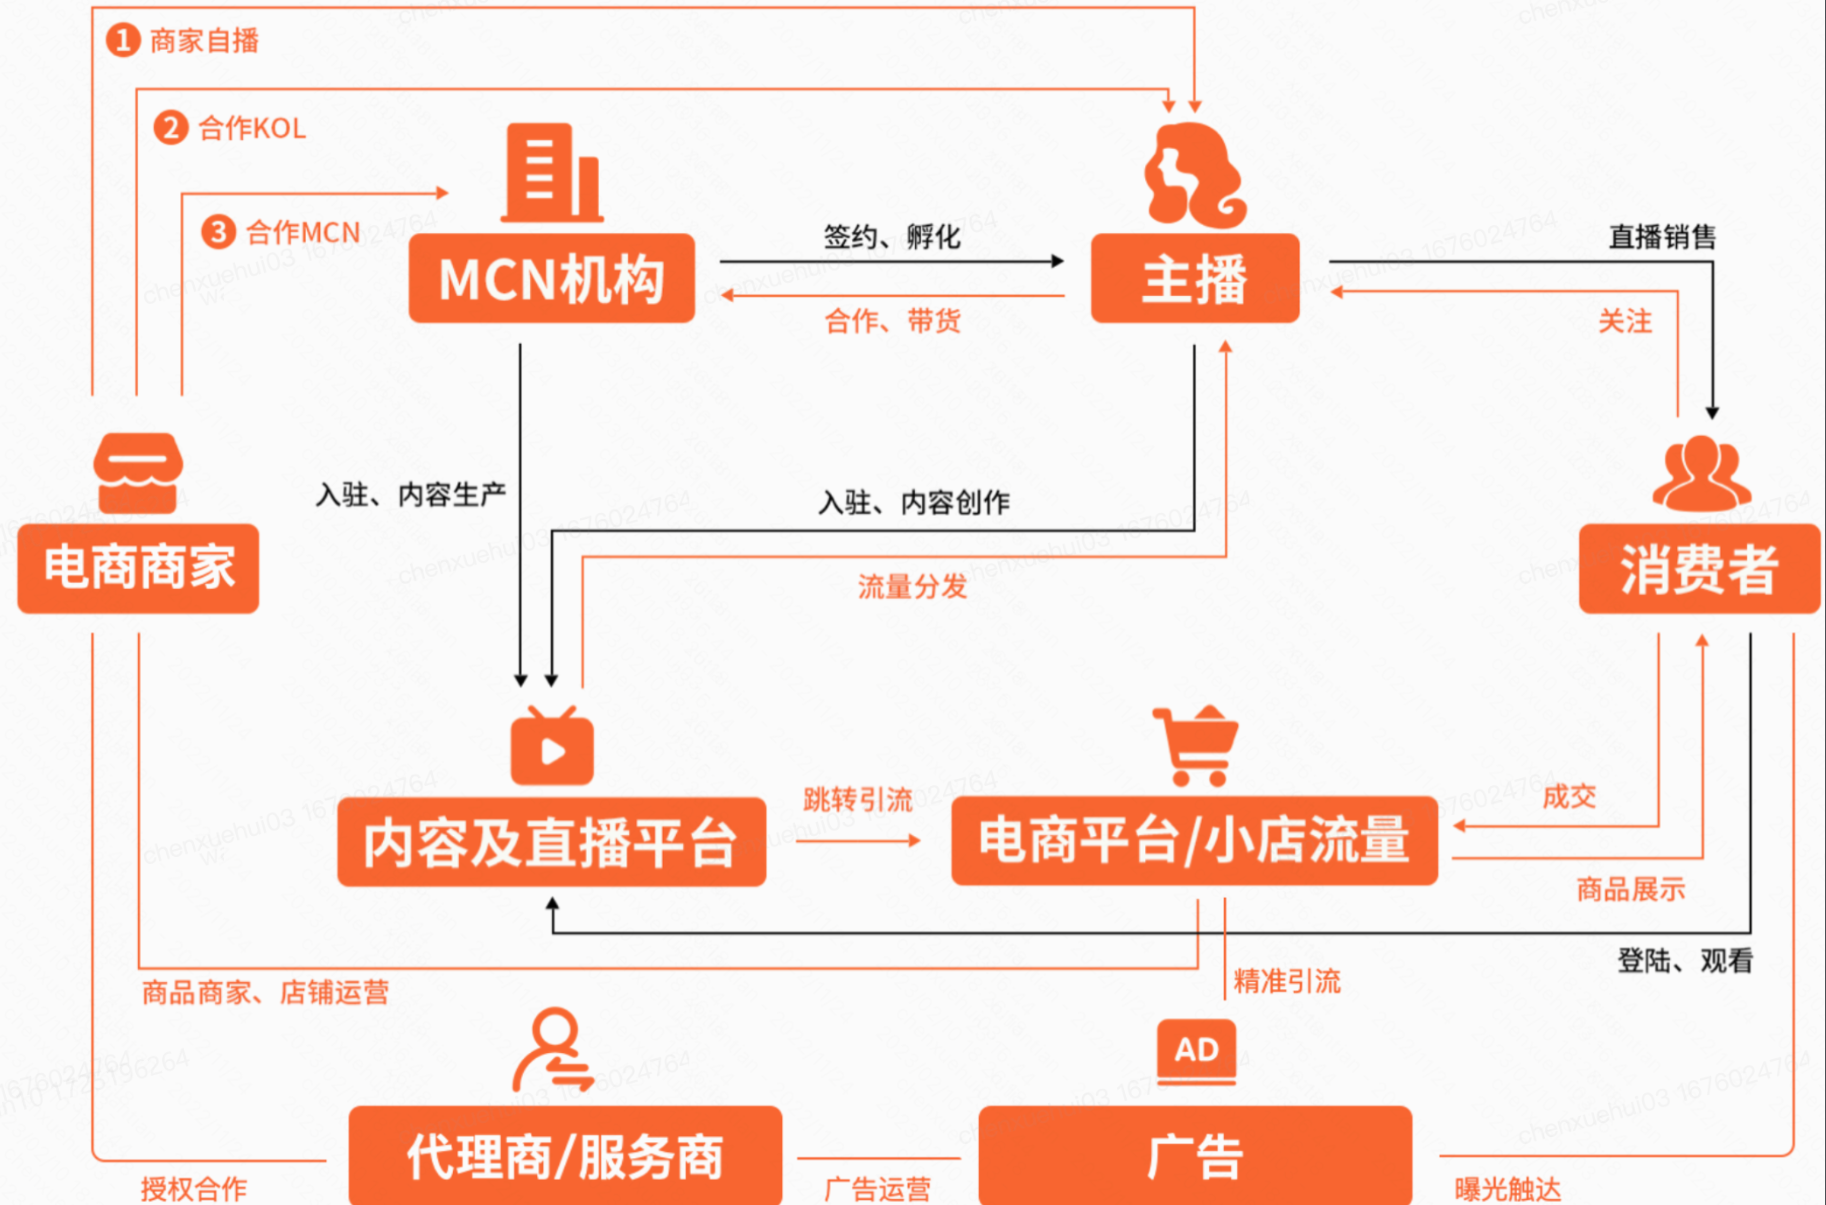 1 商家自播
2 合作KOL
3 合作MCN
签约、孵化
直播销售
MCN机构
主播
合作、带货
关注
入驻、内容生产
入驻、内容创作
电商商家
消费者
流量分发
跳转引流
成交
内容及直播平台
电商平台/小店流量
商品展示
登陆、观看
商品商家、店铺运营
精准引流
AD
代理商/服务商
广告
授权合作
广告运营
曝光触达
chenxuehui03 1676024764